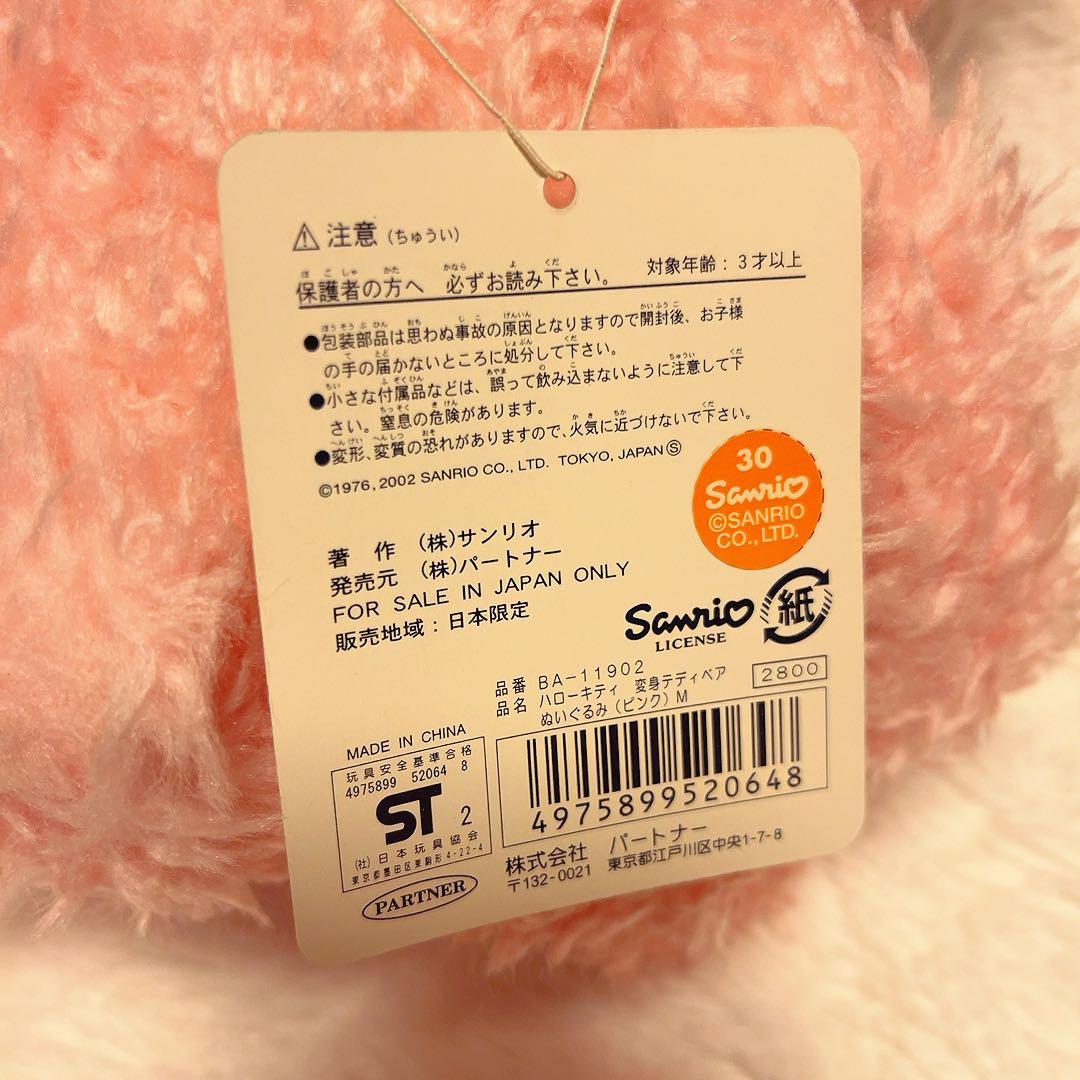 ⚠ 注意（ちゅうい）
保護者の方へ 必ずお読み下さい。 対象年齢：３才以上
●包装部品は思わぬ事故の原因となりますので開封後、お子様
の手の届かないところに処分して下さい。
●小さな付属品などは、誤って飲み込まないように注意して下
さい。窒息の危険があります。
●変形、変質の恐れがありますので、火気に近づけないで下さい。
©1976, 2002 SANRIO CO., LTD. TOKYO, JAPAN Ⓢ
30
Sanrio
©SANRIO
CO., LTD.
著 作 （株）サンリオ
発売元 （株）パートナー
FOR SALE IN JAPAN ONLY
販売地域：日本限定
Sanrio
LICENSE
紙
品番 BA-11902
品名 ハローキティ 変身テディベア
ぬいぐるみ（ピンク）M
2800
MADE IN CHINA
玩具安全基準合格
4975899 52064 8
ST 2
（社）日本玩具協会
東京都墨田区東駒形4-22-4
PARTNER
4975899520648
株式会社 パートナー
〒132-0021 東京都江戸川区中央1-7-8